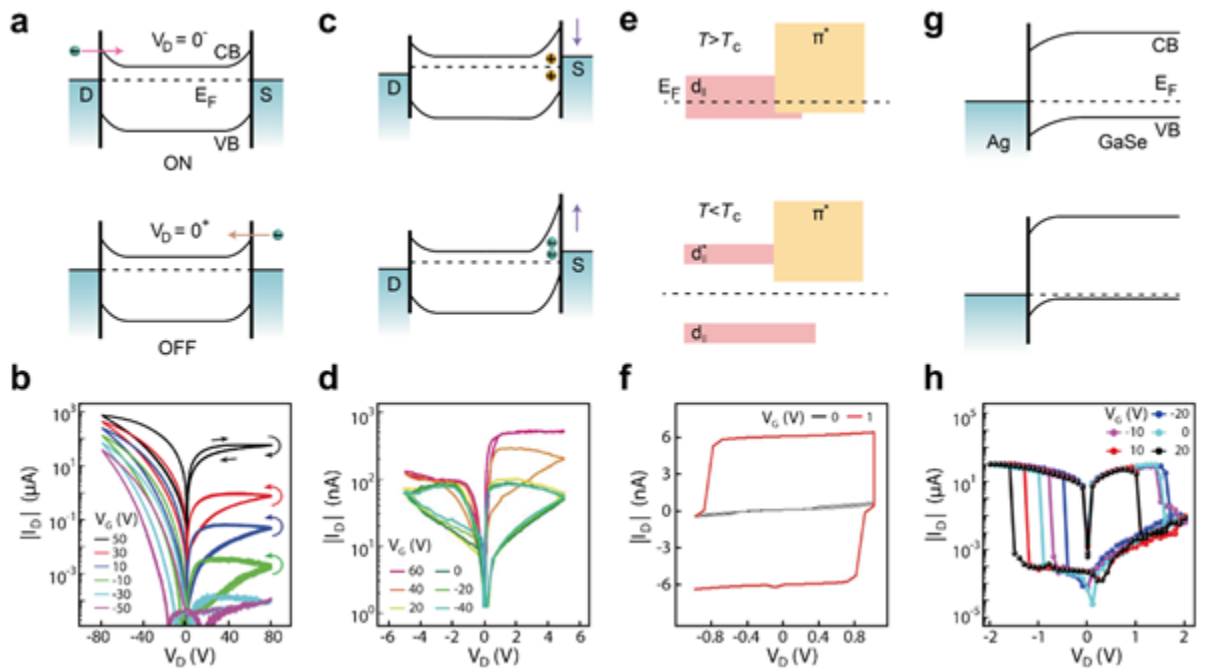 a
V_D = 0⁻
CB
D
E_F
S
VB
ON
V_D = 0⁺
OFF
c
D
S
D
S
e
T>T_c
π*
E_F
d_||
T<T_c
π*
d*_||
d_||
g
CB
E_F
VB
Ag
GaSe
b
|I_D| (μA)
10³
10¹
10⁻¹
10⁻³
V_G (V)
50
30
10
-10
-30
-50
-80 -40 0 40 80
V_D (V)
d
|I_D| (nA)
10³
10²
10¹
10⁰
V_G (V)
60 0
40 -20
20 -40
-6 -4 -2 0 2 4 6
V_D (V)
f
V_G (V) 0 1
|I_D| (nA)
6
3
0
-3
-6
-0.8 -0.4 0 0.4 0.8
V_D (V)
h
|I_D| (μA)
10⁵
10³
10¹
10⁻¹
10⁻³
10⁻⁵
V_G (V) -20
-10 0
10 20
-2 -1 0 1 2
V_D (V)